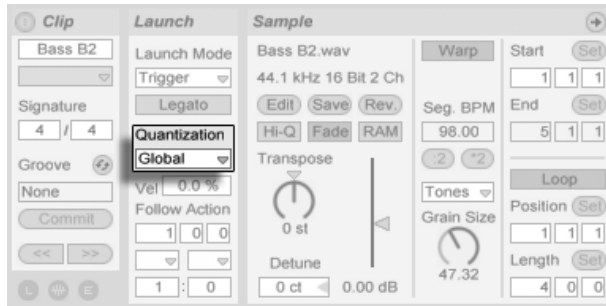 Clip
Bass B2
Signature
4 / 4
Groove
None
Commit
<< >>
L E
Launch
Launch Mode
Trigger
Legato
Quantization
Global
Vel 0.0 %
Follow Action
1 0 0
1 : 0
Sample
Bass B2.wav
44.1 kHz 16 Bit 2 Ch
Edit Save Rev.
Hi-Q Fade RAM
Transpose
0 st
Detune
0 ct 0.00 dB
Warp
Seg. BPM
98.00
:2 *2
Tones
Grain Size
47.32
Start Set
1 1 1
End Set
5 1 1
Loop
Position Set
1 1 1
Length Set
4 0 0